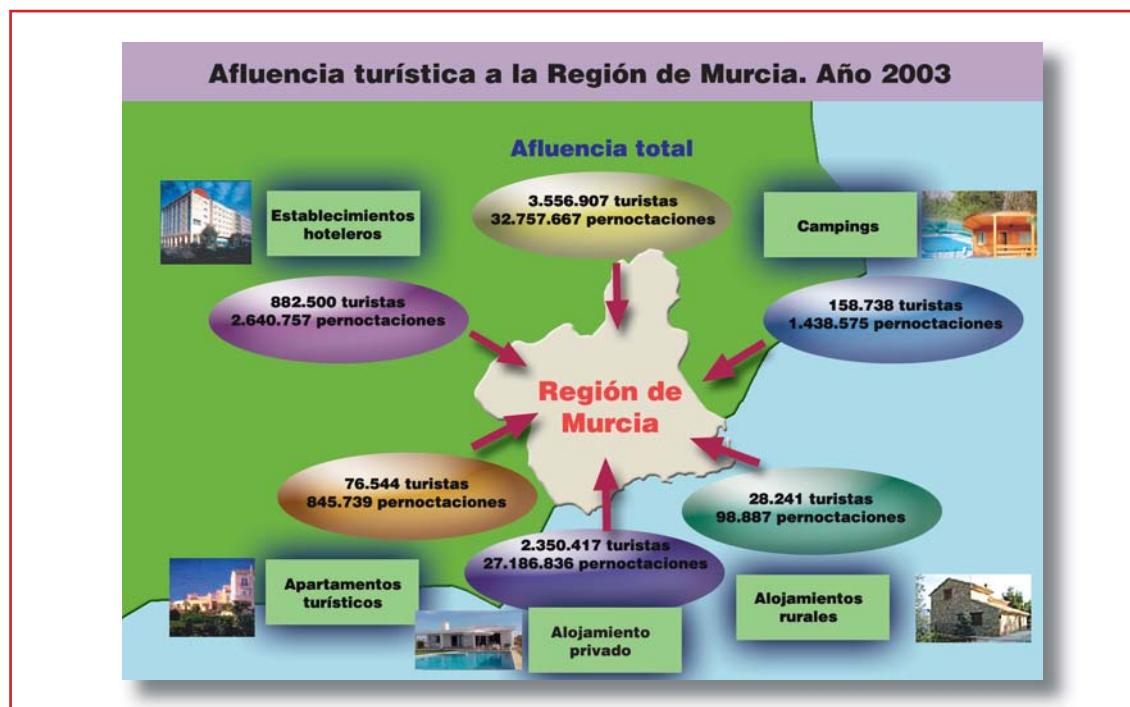 Afluencia turística a la Región de Murcia. Año 2003
Afluencia total
3.556.907 turistas
32.757.667 pernoctaciones
Establecimientos
hoteleros
882.500 turistas
2.640.757 pernoctaciones
Campings
158.738 turistas
1.438.575 pernoctaciones
Región de
Murcia
76.544 turistas
845.739 pernoctaciones
Apartamentos
turísticos
2.350.417 turistas
27.186.836 pernoctaciones
Alojamiento
privado
28.241 turistas
98.887 pernoctaciones
Alojamientos
rurales